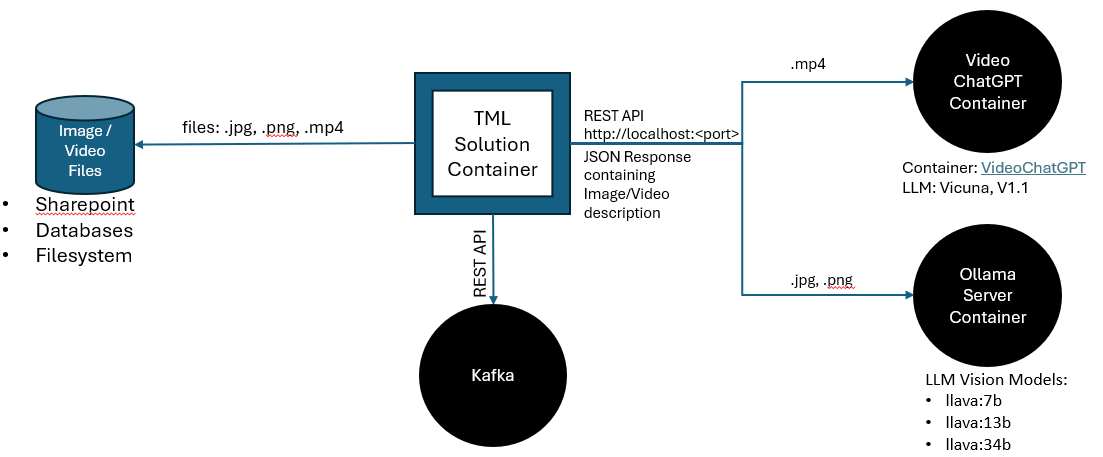 Image /
Video
Files
• Sharepoint
• Databases
• Filesystem
files: .jpg, .png, .mp4
TML
Solution
Container
REST API
Kafka
REST API
http://localhost:<port>
JSON Response
containing
Image/Video
description
.mp4
Video
ChatGPT
Container
Container: VideoChatGPT
LLM: Vicuna, V1.1
.jpg, .png
Ollama
Server
Container
LLM Vision Models:
• llava:7b
• llava:13b
• llava:34b